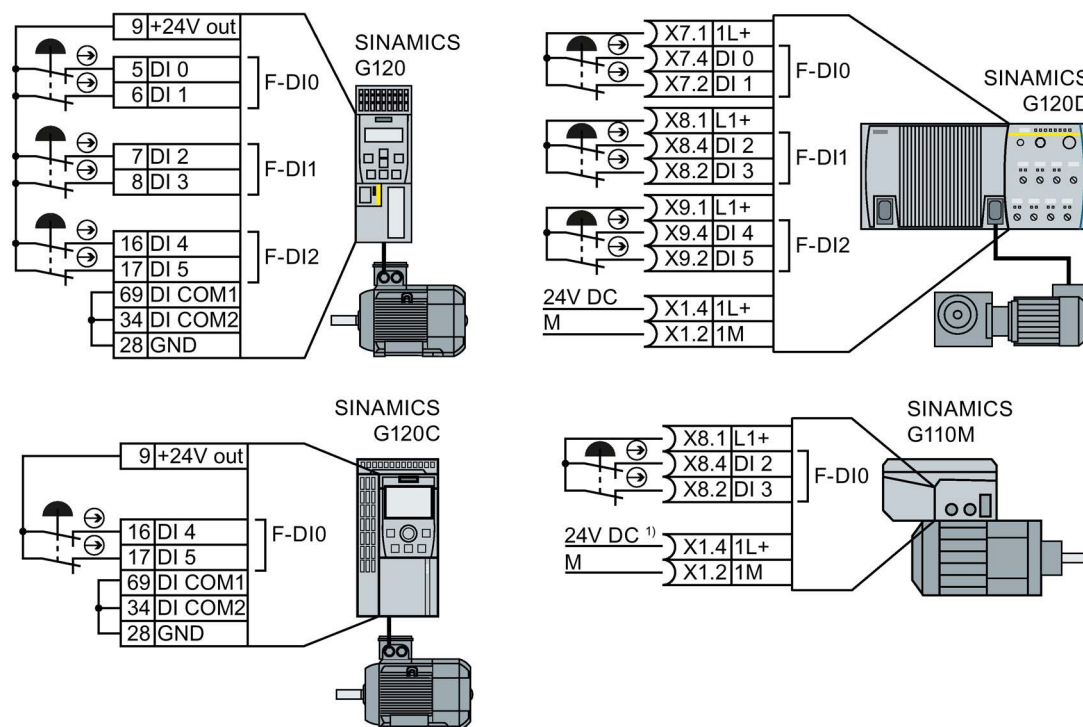 9 +24V out
5 DI 0
6 DI 1
F-DI0
7 DI 2
8 DI 3
F-DI1
16 DI 4
17 DI 5
F-DI2
69 DI COM1
34 DI COM2
28 GND
SINAMICS
G120
X7.1 1L+
X7.4 DI 0
X7.2 DI 1
F-DI0
X8.1 L1+
X8.4 DI 2
X8.2 DI 3
F-DI1
X9.1 L1+
X9.4 DI 4
X9.2 DI 5
F-DI2
24V DC
X1.4 1L+
M
X1.2 1M
SINAMICS
G120D
SINAMICS
G120C
9 +24V out
16 DI 4
17 DI 5
F-DI0
69 DI COM1
34 DI COM2
28 GND
SINAMICS
G110M
X8.1 L1+
X8.4 DI 2
X8.2 DI 3
F-DI0
24V DC 1)
X1.4 1L+
M
X1.2 1M